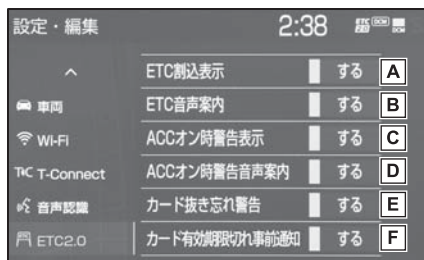 設定・編集 2:38 ETC DCM
ETC割込表示 する A
車両 ETC音声案内 する B
Wi-Fi ACCオン時警告表示 する C
T-Connect ACCオン時警告音声案内 する D
音声認識 カード抜き忘れ警告 する E
ETC2.0 カード有効期限切れ事前通知 する F